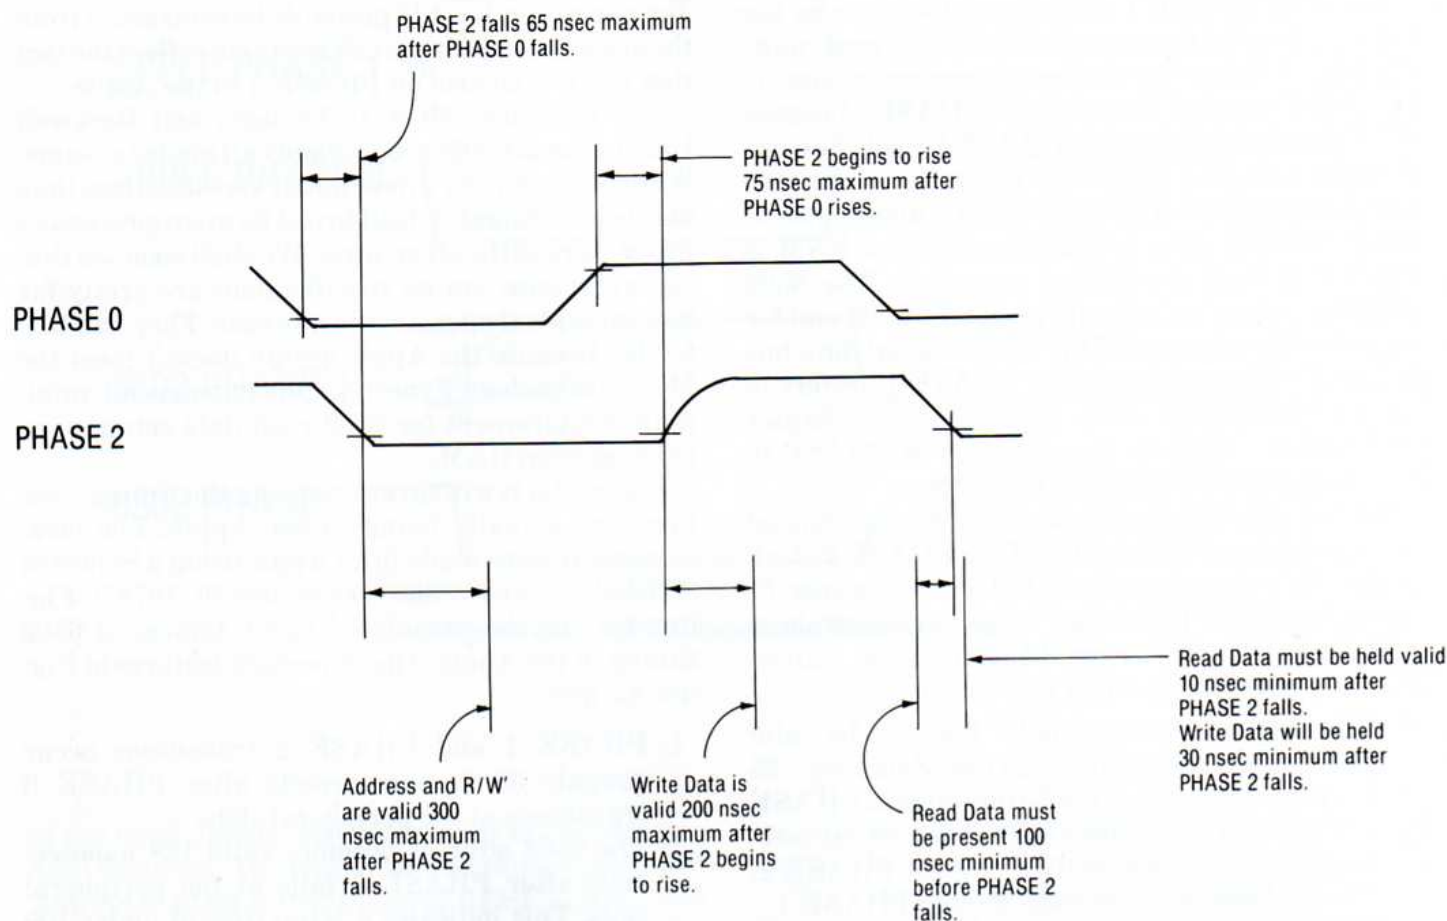 PHASE 2 falls 65 nsec maximum
after PHASE 0 falls.
PHASE 2 begins to rise
75 nsec maximum after
PHASE 0 rises.
PHASE 0
PHASE 2
Address and R/W'
are valid 300
nsec maximum
after PHASE 2
falls.
Write Data is
valid 200 nsec
maximum after
PHASE 2 begins
to rise.
Read Data must
be present 100
nsec minimum
before PHASE 2
falls.
Read Data must be held valid
10 nsec minimum after
PHASE 2 falls.
Write Data will be held
30 nsec minimum after
PHASE 2 falls.